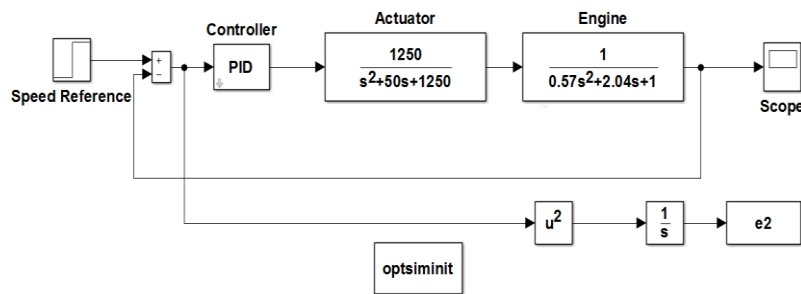 Speed Reference
+
−
Controller
PID
Actuator
1250
s²+50s+1250
Engine
1
0.57s²+2.04s+1
Scope
u²
1
s
e2
optsiminit